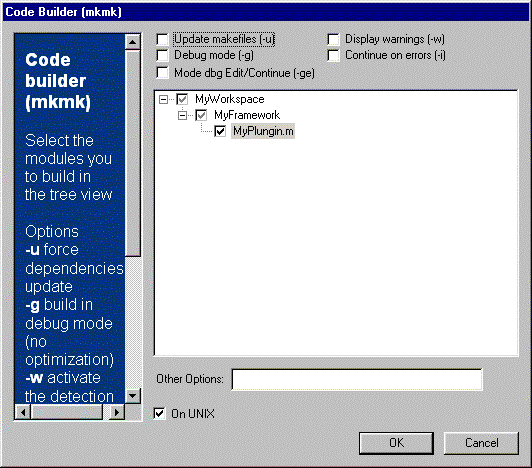 Code Builder (mkmk)
Code
builder
(mkmk)
Select the
modules you
to build in
the tree view
Options
-u force
dependencies
update
-g build in
debug mode
(no
optimization)
-w activate
the detection
Update makefiles (-u)
Display warnings (-w)
Debug mode (-g)
Continue on errors (-i)
Mode dbg Edit/Continue (-ge)
MyWorkspace
MyFramework
MyPlungin.m
Other Options:
On UNIX
OK
Cancel